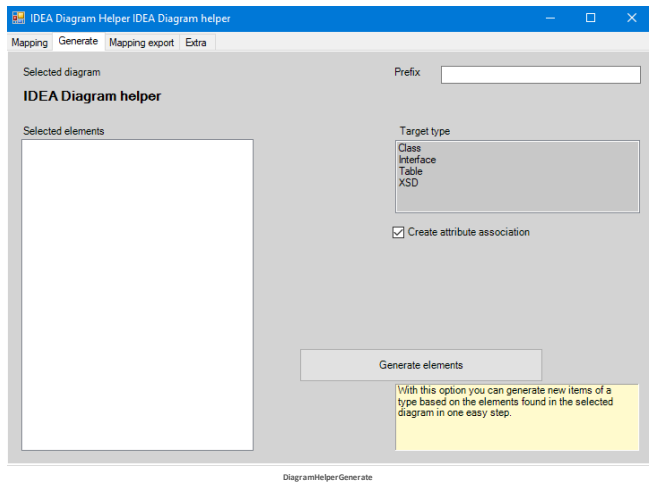 IDEA Diagram Helper IDEA Diagram helper
Mapping Generate Mapping export Extra
Selected diagram
Prefix
IDEA Diagram helper
Selected elements
Target type
Class
Interface
Table
XSD
Create attribute association
Generate elements
With this option you can generate new items of a
type based on the elements found in the selected
diagram in one easy step.
DiagramHelperGenerate